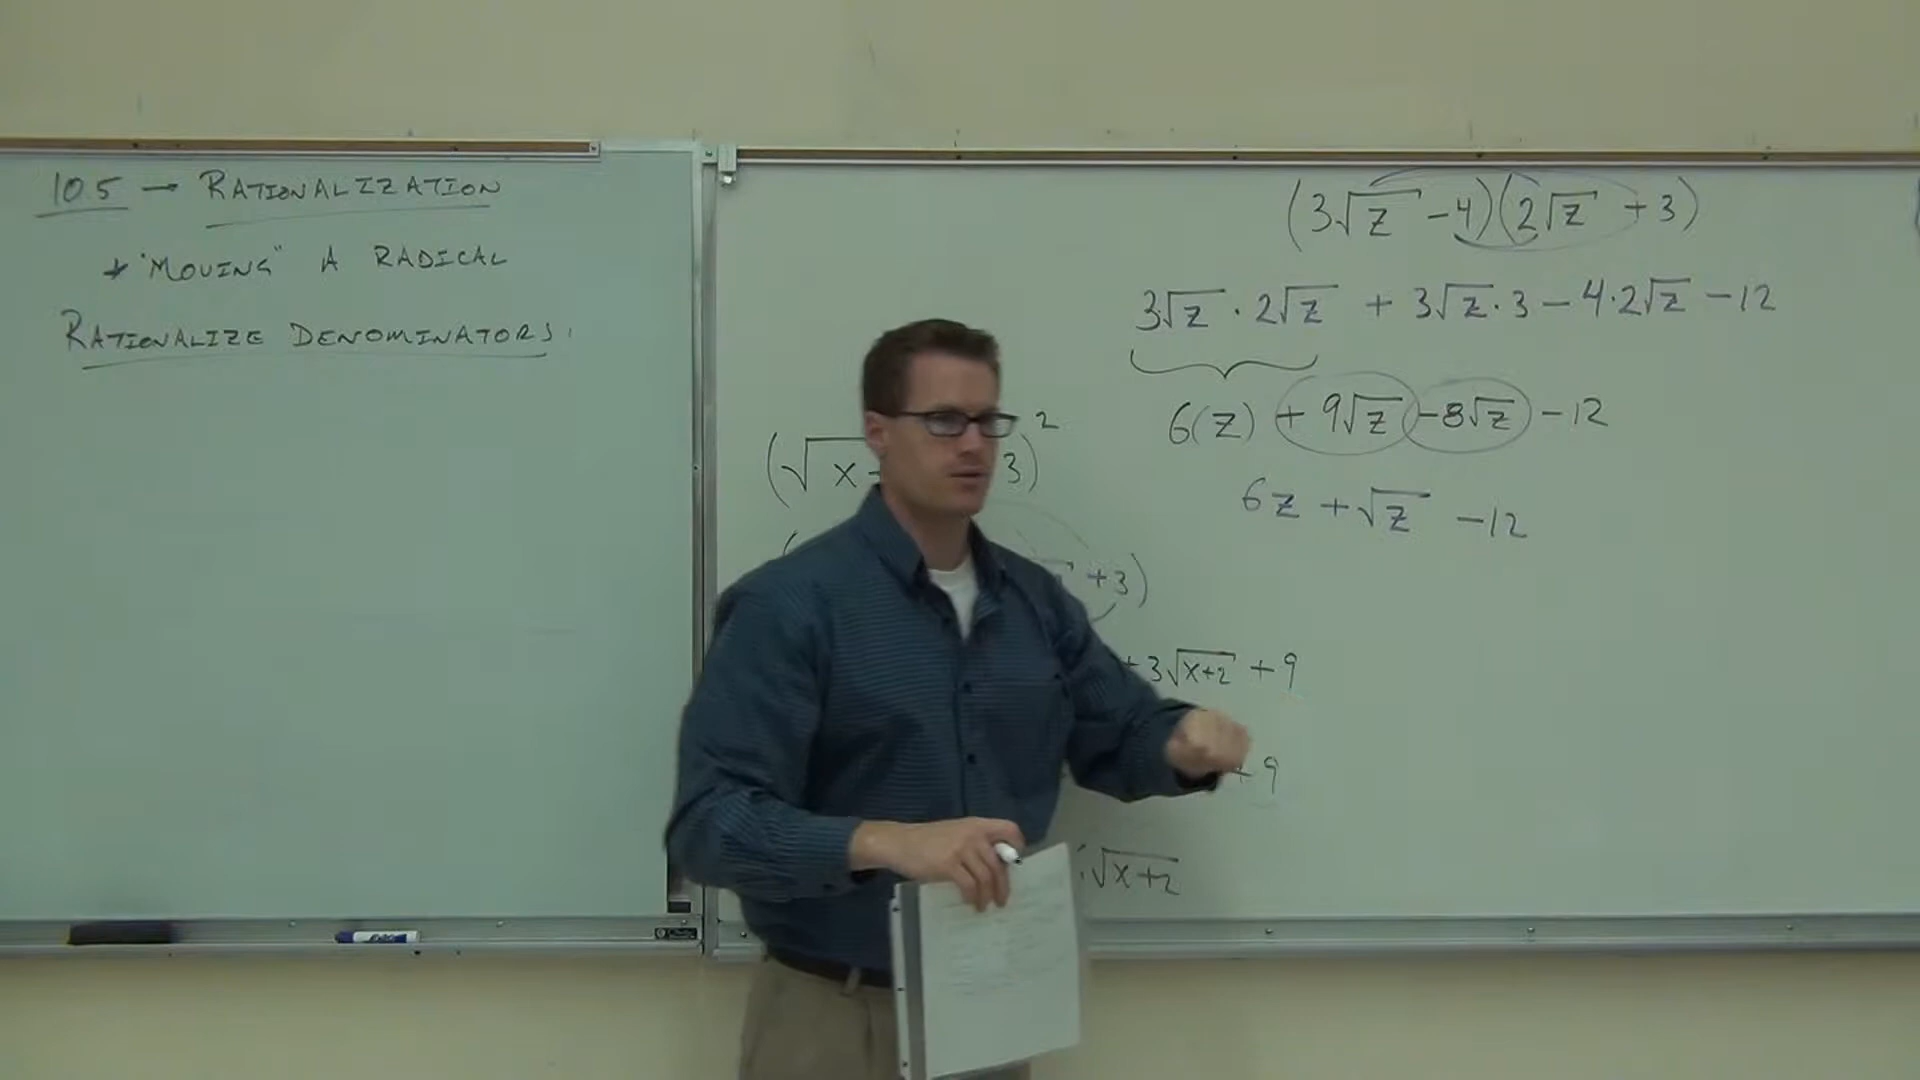 10.5 → RATIONALIZATION
* "MOVING" A RADICAL
RATIONALIZE DENOMINATORS:
(3√z - 4)(2√z + 3)
3√z · 2√z + 3√z · 3 - 4·2√z - 12
6(z) + 9√z - 8√z - 12
6z + √z - 12
(√x 3)²
( + 3)
+ 3√x+2 + 9
+ 9
√x+2